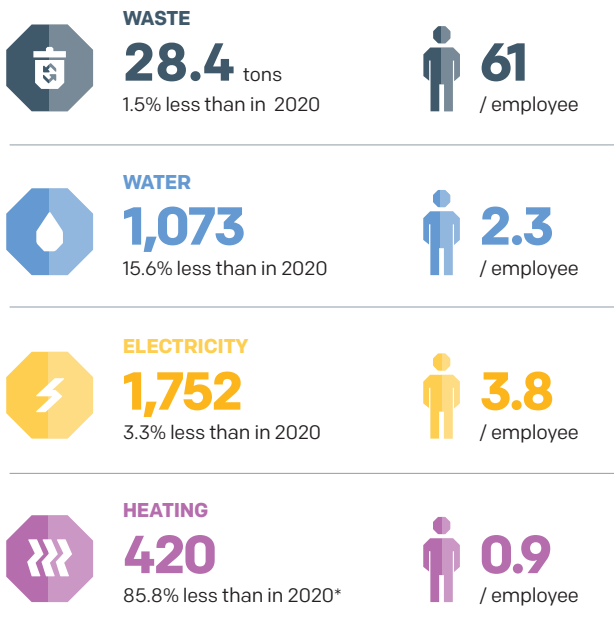 WASTE
28.4 tons
1.5% less than in 2020
61
/ employee
WATER
1,073
15.6% less than in 2020
2.3
/ employee
ELECTRICITY
1,752
3.3% less than in 2020
3.8
/ employee
HEATING
420
85.8% less than in 2020*
0.9
/ employee